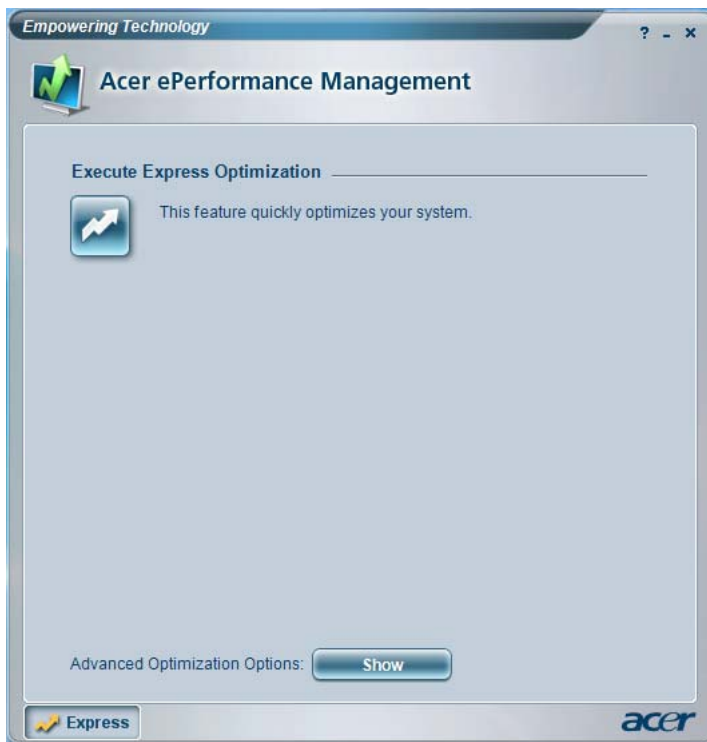 Empowering Technology
? - x
Acer ePerformance Management
Execute Express Optimization
This feature quickly optimizes your system.
Advanced Optimization Options: Show
Express
acer